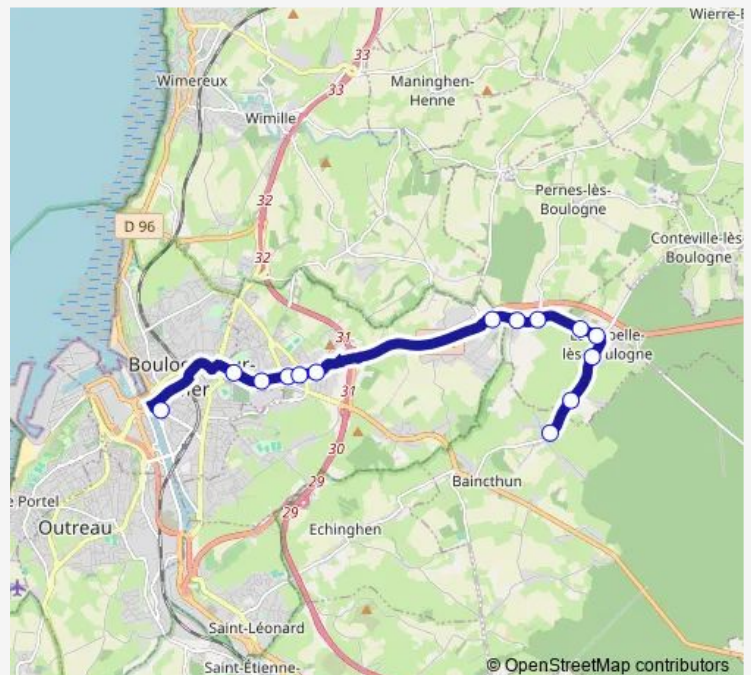 Wierre-E
33
Wimereux
33
Maninghen-
Henne
Wimille
Pernes-lès-
Boulogne
32
D 96
Conteville-lès-
Boulogne
32
31
lès
31
30
Baincthun
29
Portel
29
Outreau
Echinghen
Saint-Léonard
Saint-Étienne-
© OpenStreetMap contributors